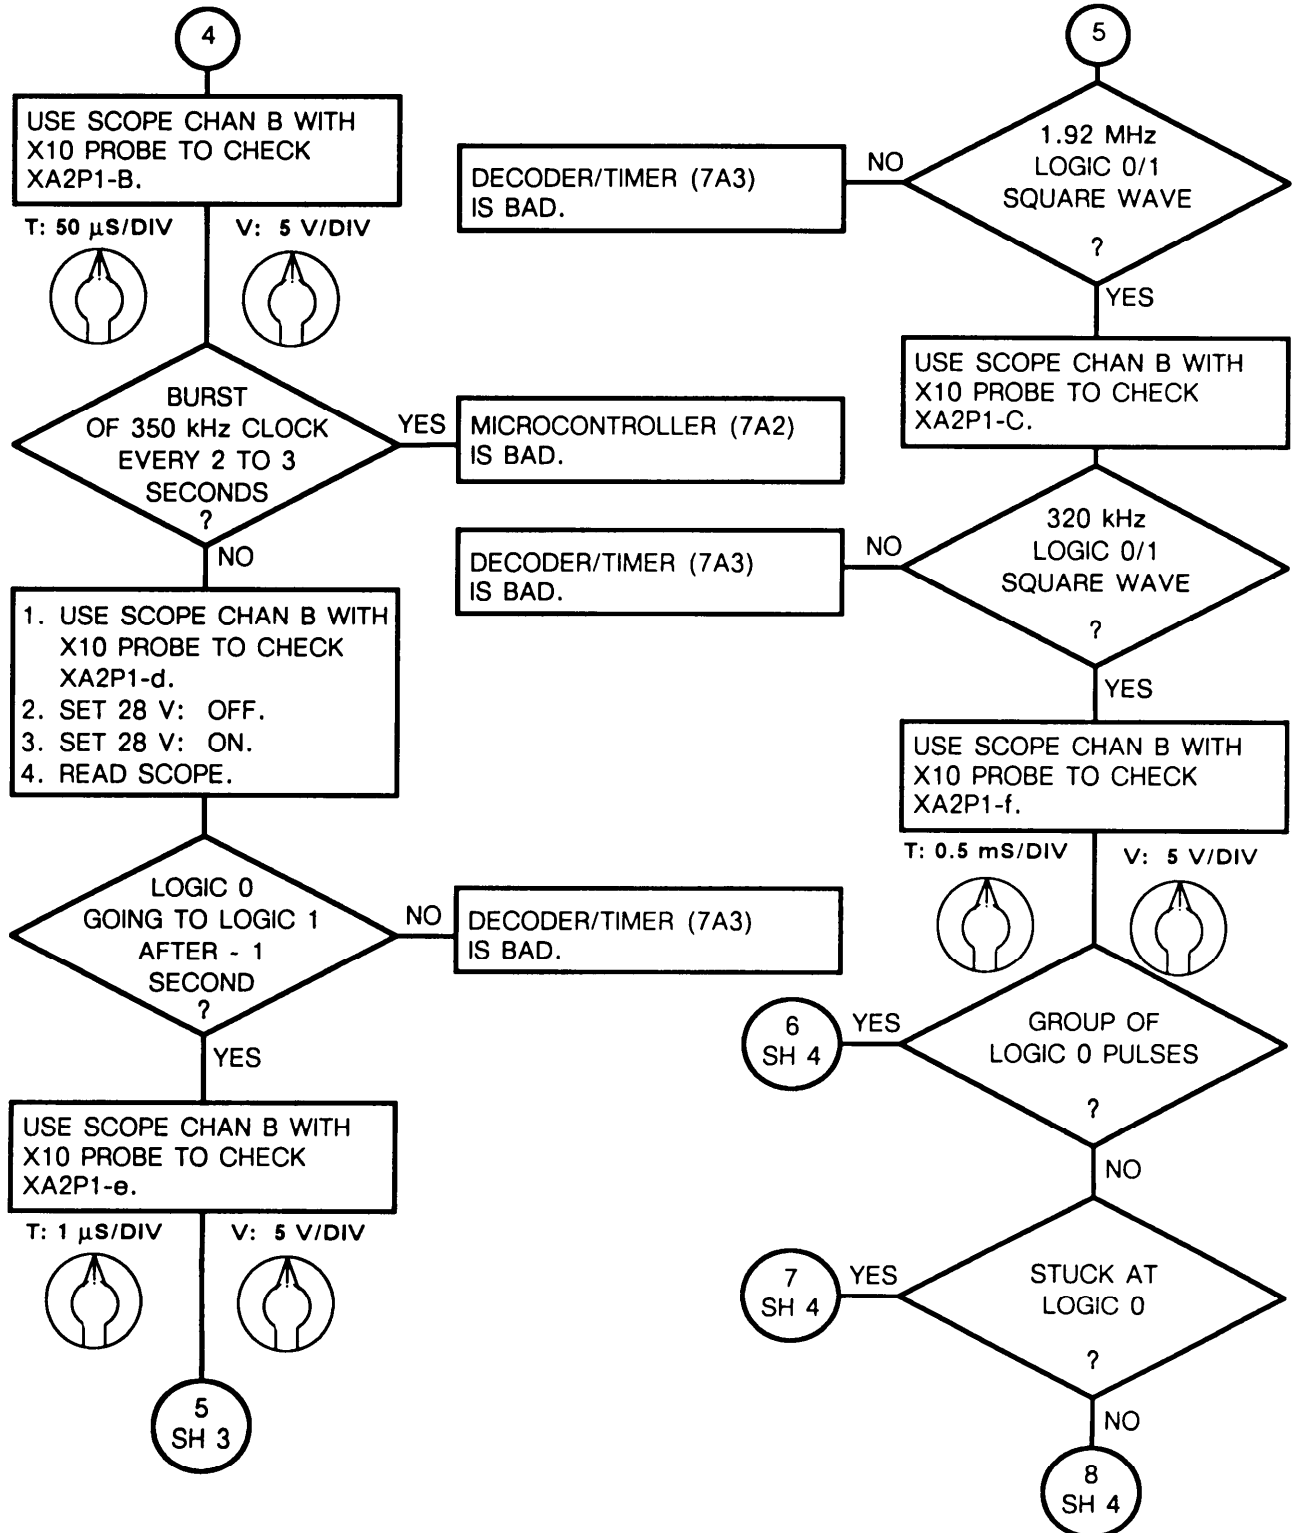 4
USE SCOPE CHAN B WITH
X10 PROBE TO CHECK
XA2P1-B.
T: 50 µS/DIV
V: 5 V/DIV
BURST
OF 350 kHz CLOCK
EVERY 2 TO 3
SECONDS
?
YES
MICROCONTROLLER (7A2)
IS BAD.
NO
1. USE SCOPE CHAN B WITH
X10 PROBE TO CHECK
XA2P1-d.
2. SET 28 V: OFF.
3. SET 28 V: ON.
4. READ SCOPE.
LOGIC 0
GOING TO LOGIC 1
AFTER - 1
SECOND
?
NO
DECODER/TIMER (7A3)
IS BAD.
YES
USE SCOPE CHAN B WITH
X10 PROBE TO CHECK
XA2P1-e.
T: 1 µS/DIV
V: 5 V/DIV
5
SH 3
5
1.92 MHz
LOGIC 0/1
SQUARE WAVE
?
NO
DECODER/TIMER (7A3)
IS BAD.
YES
USE SCOPE CHAN B WITH
X10 PROBE TO CHECK
XA2P1-C.
320 kHz
LOGIC 0/1
SQUARE WAVE
?
NO
DECODER/TIMER (7A3)
IS BAD.
YES
USE SCOPE CHAN B WITH
X10 PROBE TO CHECK
XA2P1-f.
T: 0.5 mS/DIV
V: 5 V/DIV
GROUP OF
LOGIC 0 PULSES
?
YES
6
SH 4
NO
STUCK AT
LOGIC 0
?
YES
7
SH 4
NO
8
SH 4